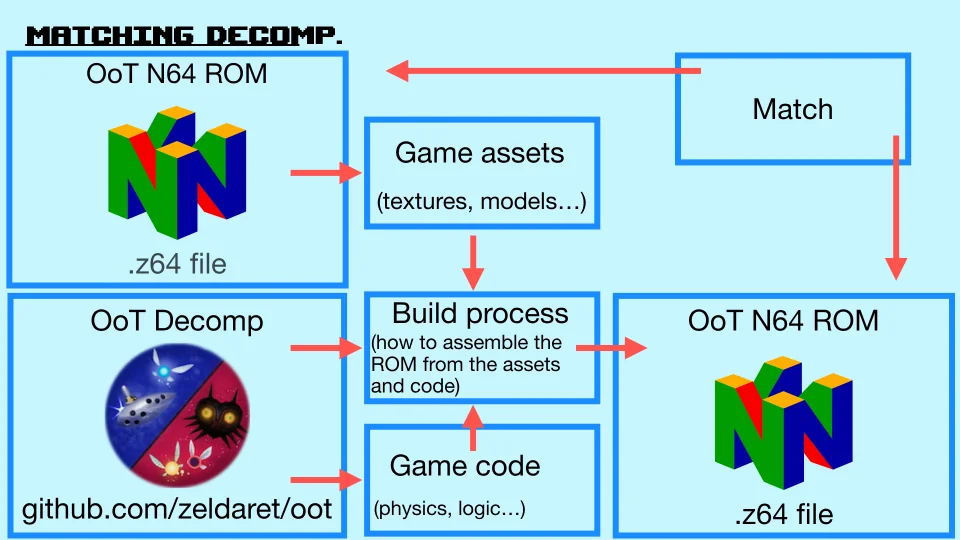 MATCHING DECOMP.
OoT N64 ROM
.z64 file
Game assets
(textures, models…)
Match
OoT Decomp
github.com/zeldaret/oot
Build process
(how to assemble the
ROM from the assets
and code)
Game code
(physics, logic…)
OoT N64 ROM
.z64 file